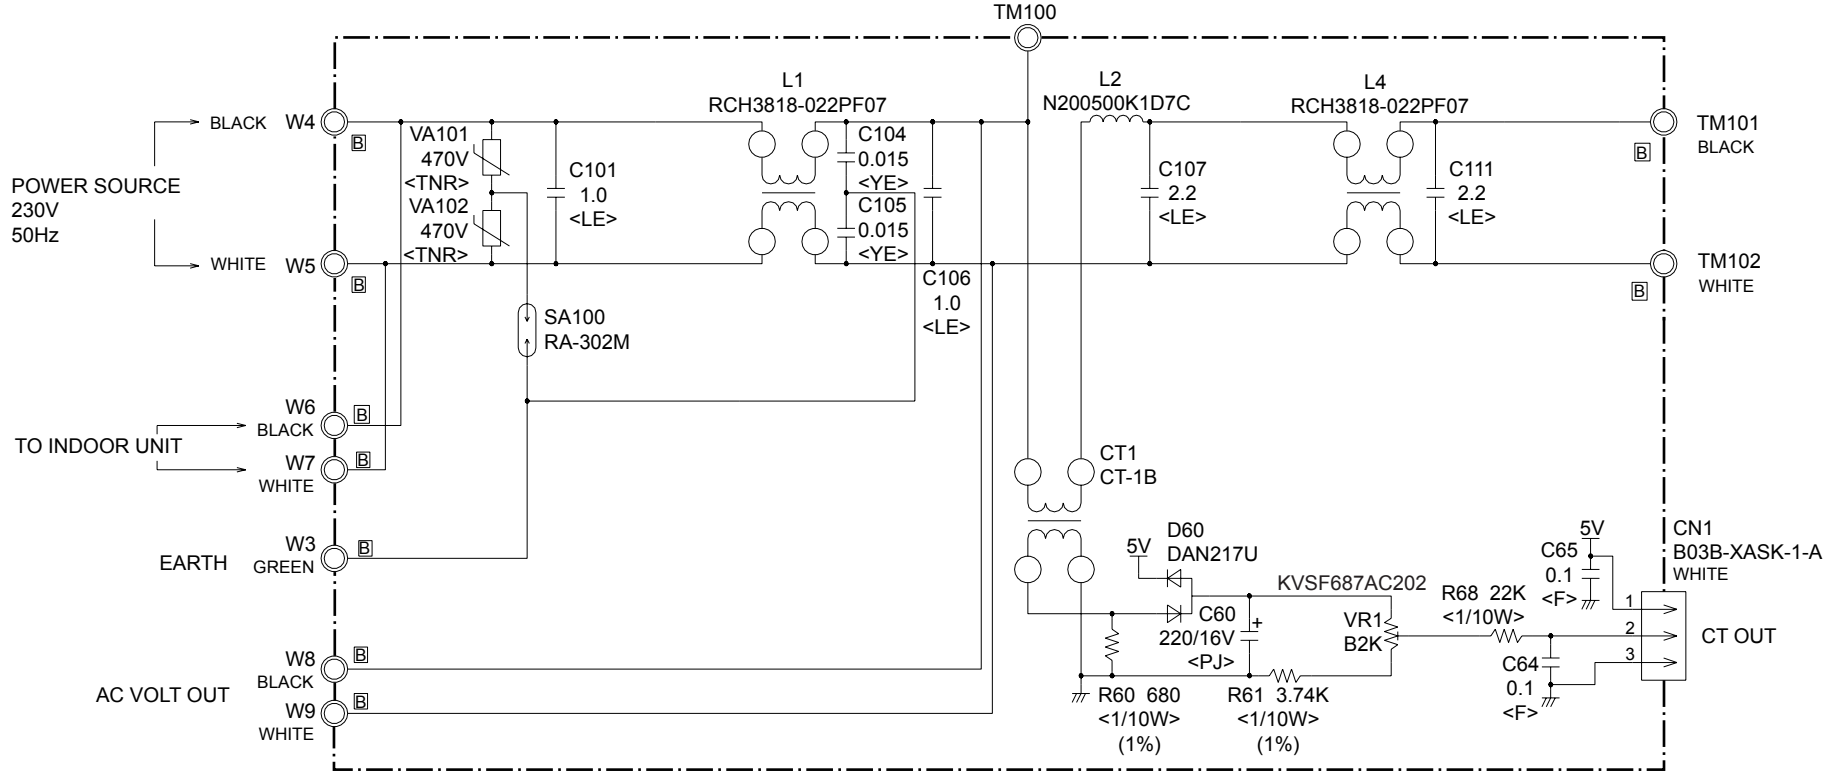 TM100
L1
RCH3818-022PF07
L2
N200500K1D7C
L4
RCH3818-022PF07
BLACK W4
B
VA101
470V
<TNR>
VA102
470V
<TNR>
C101
1.0
<LE>
C104
0.015
<YE>
C105
0.015
<YE>
C106
1.0
<LE>
C107
2.2
<LE>
C111
2.2
<LE>
TM101
BLACK
B
TM102
WHITE
B
POWER SOURCE
230V
50Hz
WHITE W5
B
SA100
RA-302M
W6
BLACK
B
TO INDOOR UNIT
W7
WHITE
B
CT1
CT-1B
EARTH
W3
GREEN
B
5V
D60
DAN217U
KVSF687AC202
C60
220/16V
<PJ>
+
VR1
B2K
R68 22K
<1/10W>
5V
C65
0.1
<F>
CN1
B03B-XASK-1-A
WHITE
1
2
3
CT OUT
C64
0.1
<F>
AC VOLT OUT
W8
BLACK
B
W9
WHITE
B
R60 680
<1/10W>
(1%)
R61 3.74K
<1/10W>
(1%)